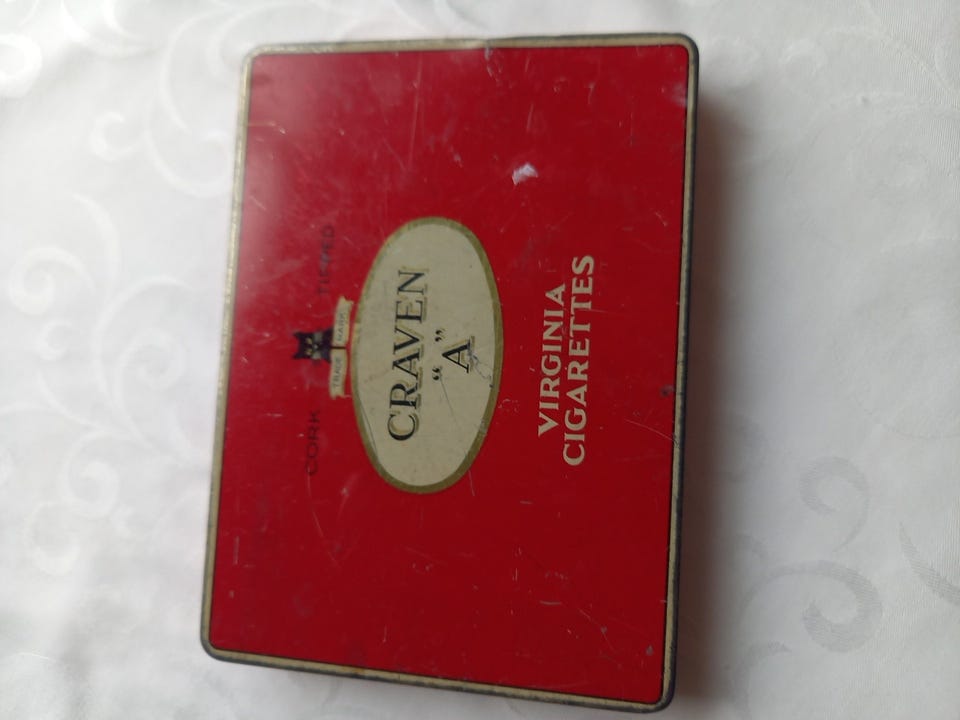 CORK TIPPED
TRADE MARK
CRAVEN
“A”
VIRGINIA
CIGARETTES